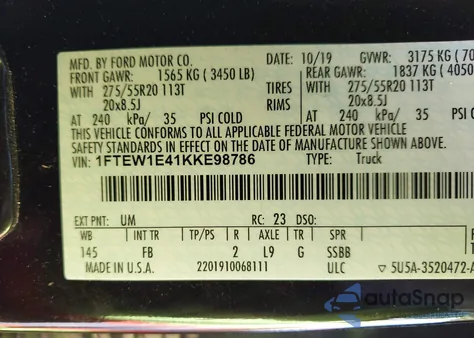 MFD. BY FORD MOTOR CO. 10/19 GVWR: 3175 KG (70
FRONT GAWR: 1565 KG ( 3450 LB) REAR GAWR: 1837 KG ( 4050
WITH 275/55R20 113T TIRES WITH 275/55R20 113T
20x8.5J RIMS 20x8.5J
AT 240 kPa/ 35 PSI COLD AT 240 kPa/ 35
THIS VEHICLE CONFORMS TO ALL APPLICABLE FEDERAL MOTOR VEHICLE
SAFETY STANDARDS IN EFFECT ON THE DATE OF MANUFACTURE SHOWN ABOV
VIN: 1FTEW1E41KKE98786 TYPE: Truck
EXT PNT: UM RC: 23 DSO:
WB INT TR TP/PS R AXLE TR SPR
145 FB 2 L9 G SSBB
MADE IN U.S.A. 2201910068111 ULC ▽ 5U5A-3520472-A
autoSnap